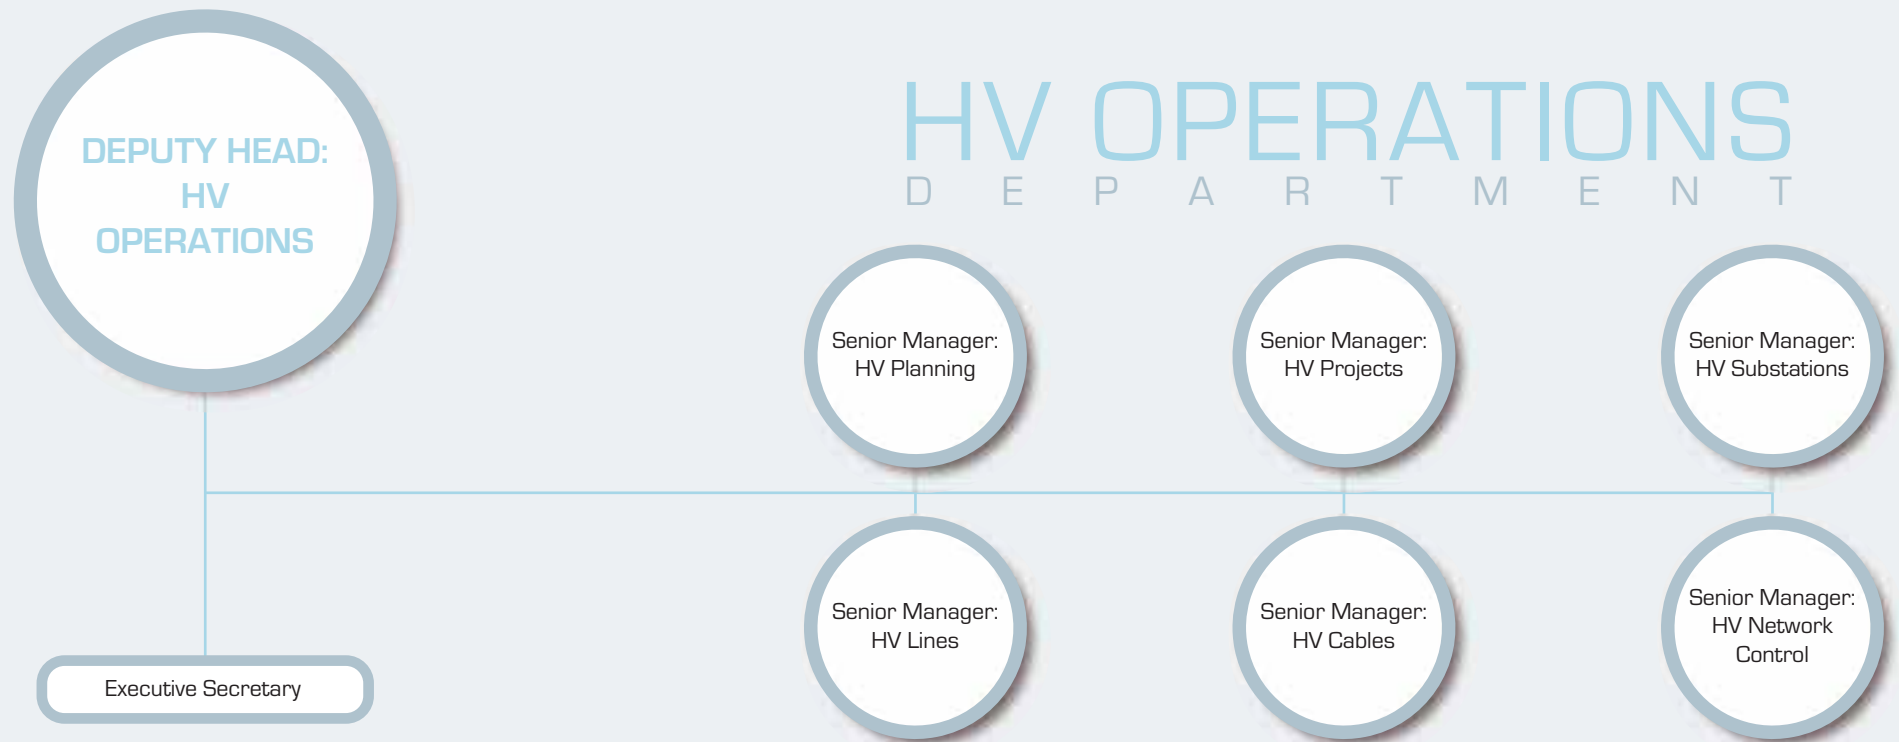 DEPUTY HEAD:
HV
OPERATIONS
HV OPERATIONS
DEPARTMENT
Senior Manager:
HV Planning
Senior Manager:
HV Projects
Senior Manager:
HV Substations
Senior Manager:
HV Lines
Senior Manager:
HV Cables
Senior Manager:
HV Network
Control
Executive Secretary